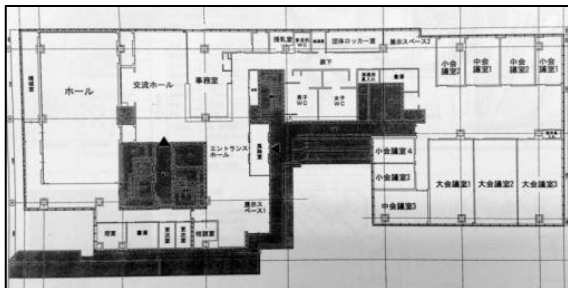 授乳室
団体ロッカー室
展示スペース2
廊下
小会議室2
中会議室1
中会議室2
小会議室1
ホール
交流ホール
事務室
男子WC
女子WC
エントランスホール
小会議室4
小会議室3
中会議室3
大会議室1
大会議室2
大会議室3
展示スペース1
倉庫
相談室